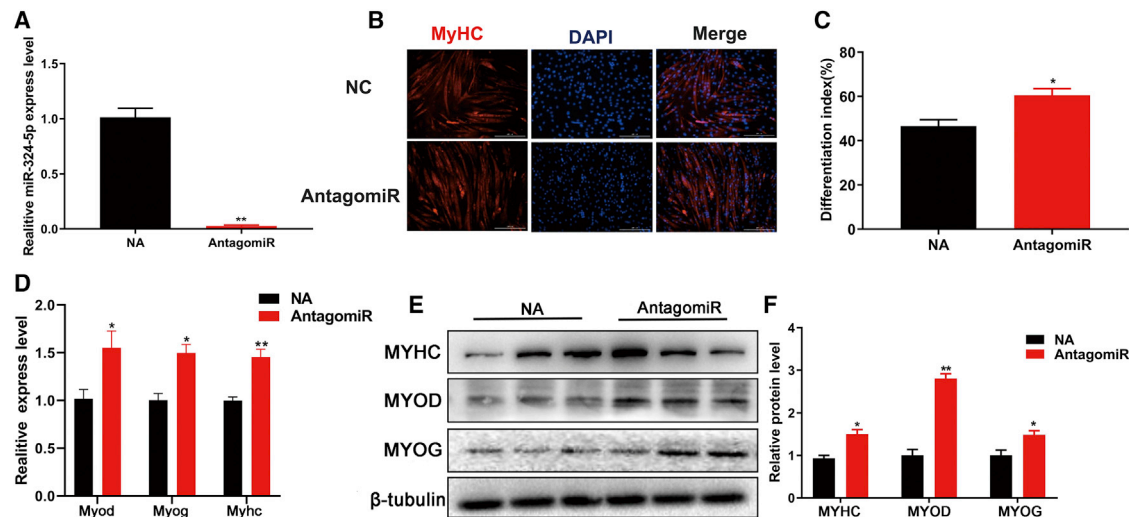 A
Realitive miR-324-5p express level
1.5
1.0
0.5
0.0
**
NA
AntagomiR
B
MyHC
DAPI
Merge
NC
AntagomiR
C
Differentiation index(%)
80
60
40
20
0
*
NA
AntagomiR
D
NA
AntagomiR
Realitive express level
2.0
1.5
1.0
0.5
0.0
*
*
**
Myod
Myog
Myhc
E
NA
AntagomiR
MYHC
MYOD
MYOG
β-tubulin
F
NA
AntagomiR
Relative protein level
4
3
2
1
0
*
**
*
MYHC
MYOD
MYOG